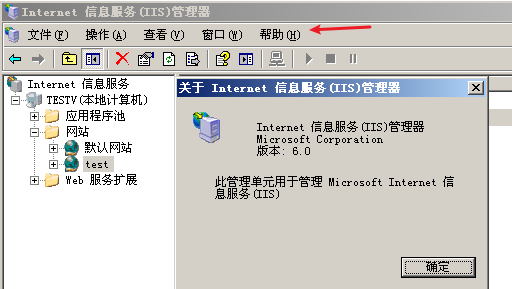 Internet 信息服务(IIS)管理器
文件(F) 操作(A) 查看(V) 窗口(W) 帮助(H)
Internet 信息服务
TESTV(本地计算机)
应用程序池
网站
默认网站
test
Web 服务扩展
关于 Internet 信息服务(IIS)管理器
Internet 信息服务(IIS)管理器
Microsoft Corporation
版本: 6.0
此管理单元用于管理 Microsoft Internet 信
息服务(IIS)
确定